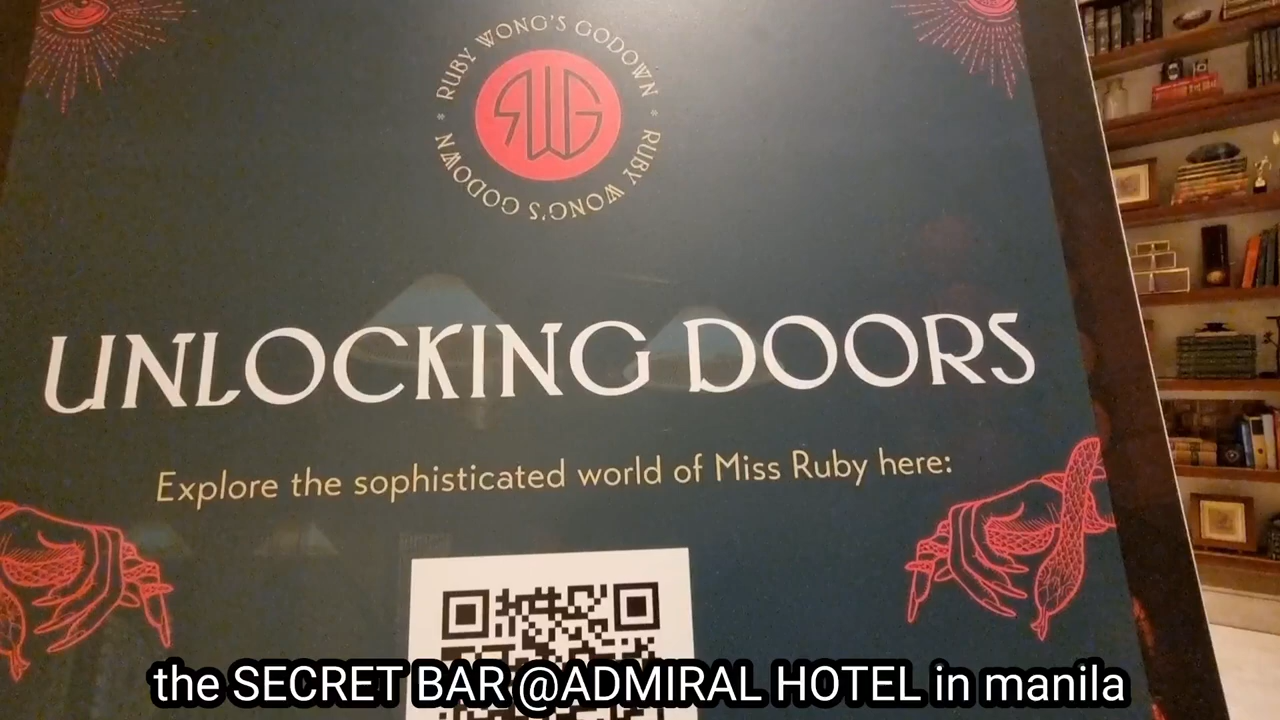 RUBY WONG'S GODOWN * RUBY WONG'S GODOWN *
RWG
UNLOCKING DOORS
Explore the sophisticated world of Miss Ruby here:
the SECRET BAR @ADMIRAL HOTEL in manila